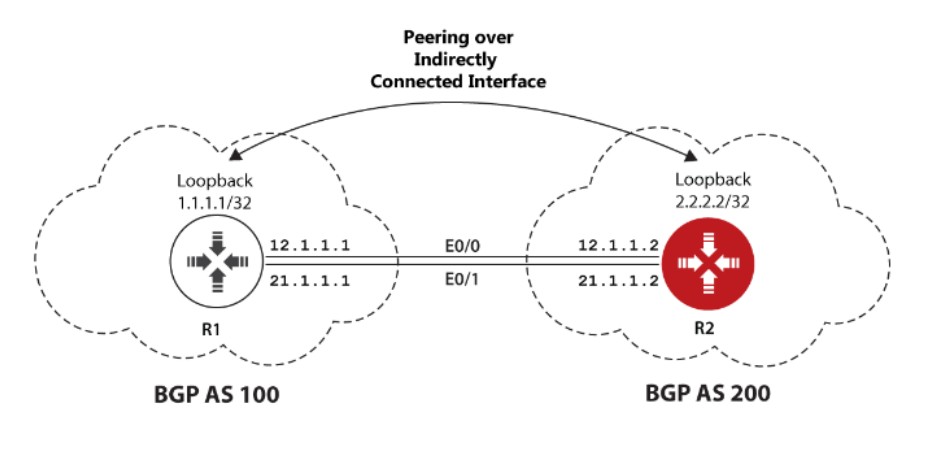 Peering over
Indirectly
Connected Interface
Loopback
1.1.1.1/32
Loopback
2.2.2.2/32
12.1.1.1
E0/0
12.1.1.2
21.1.1.1
E0/1
21.1.1.2
R1
R2
BGP AS 100
BGP AS 200